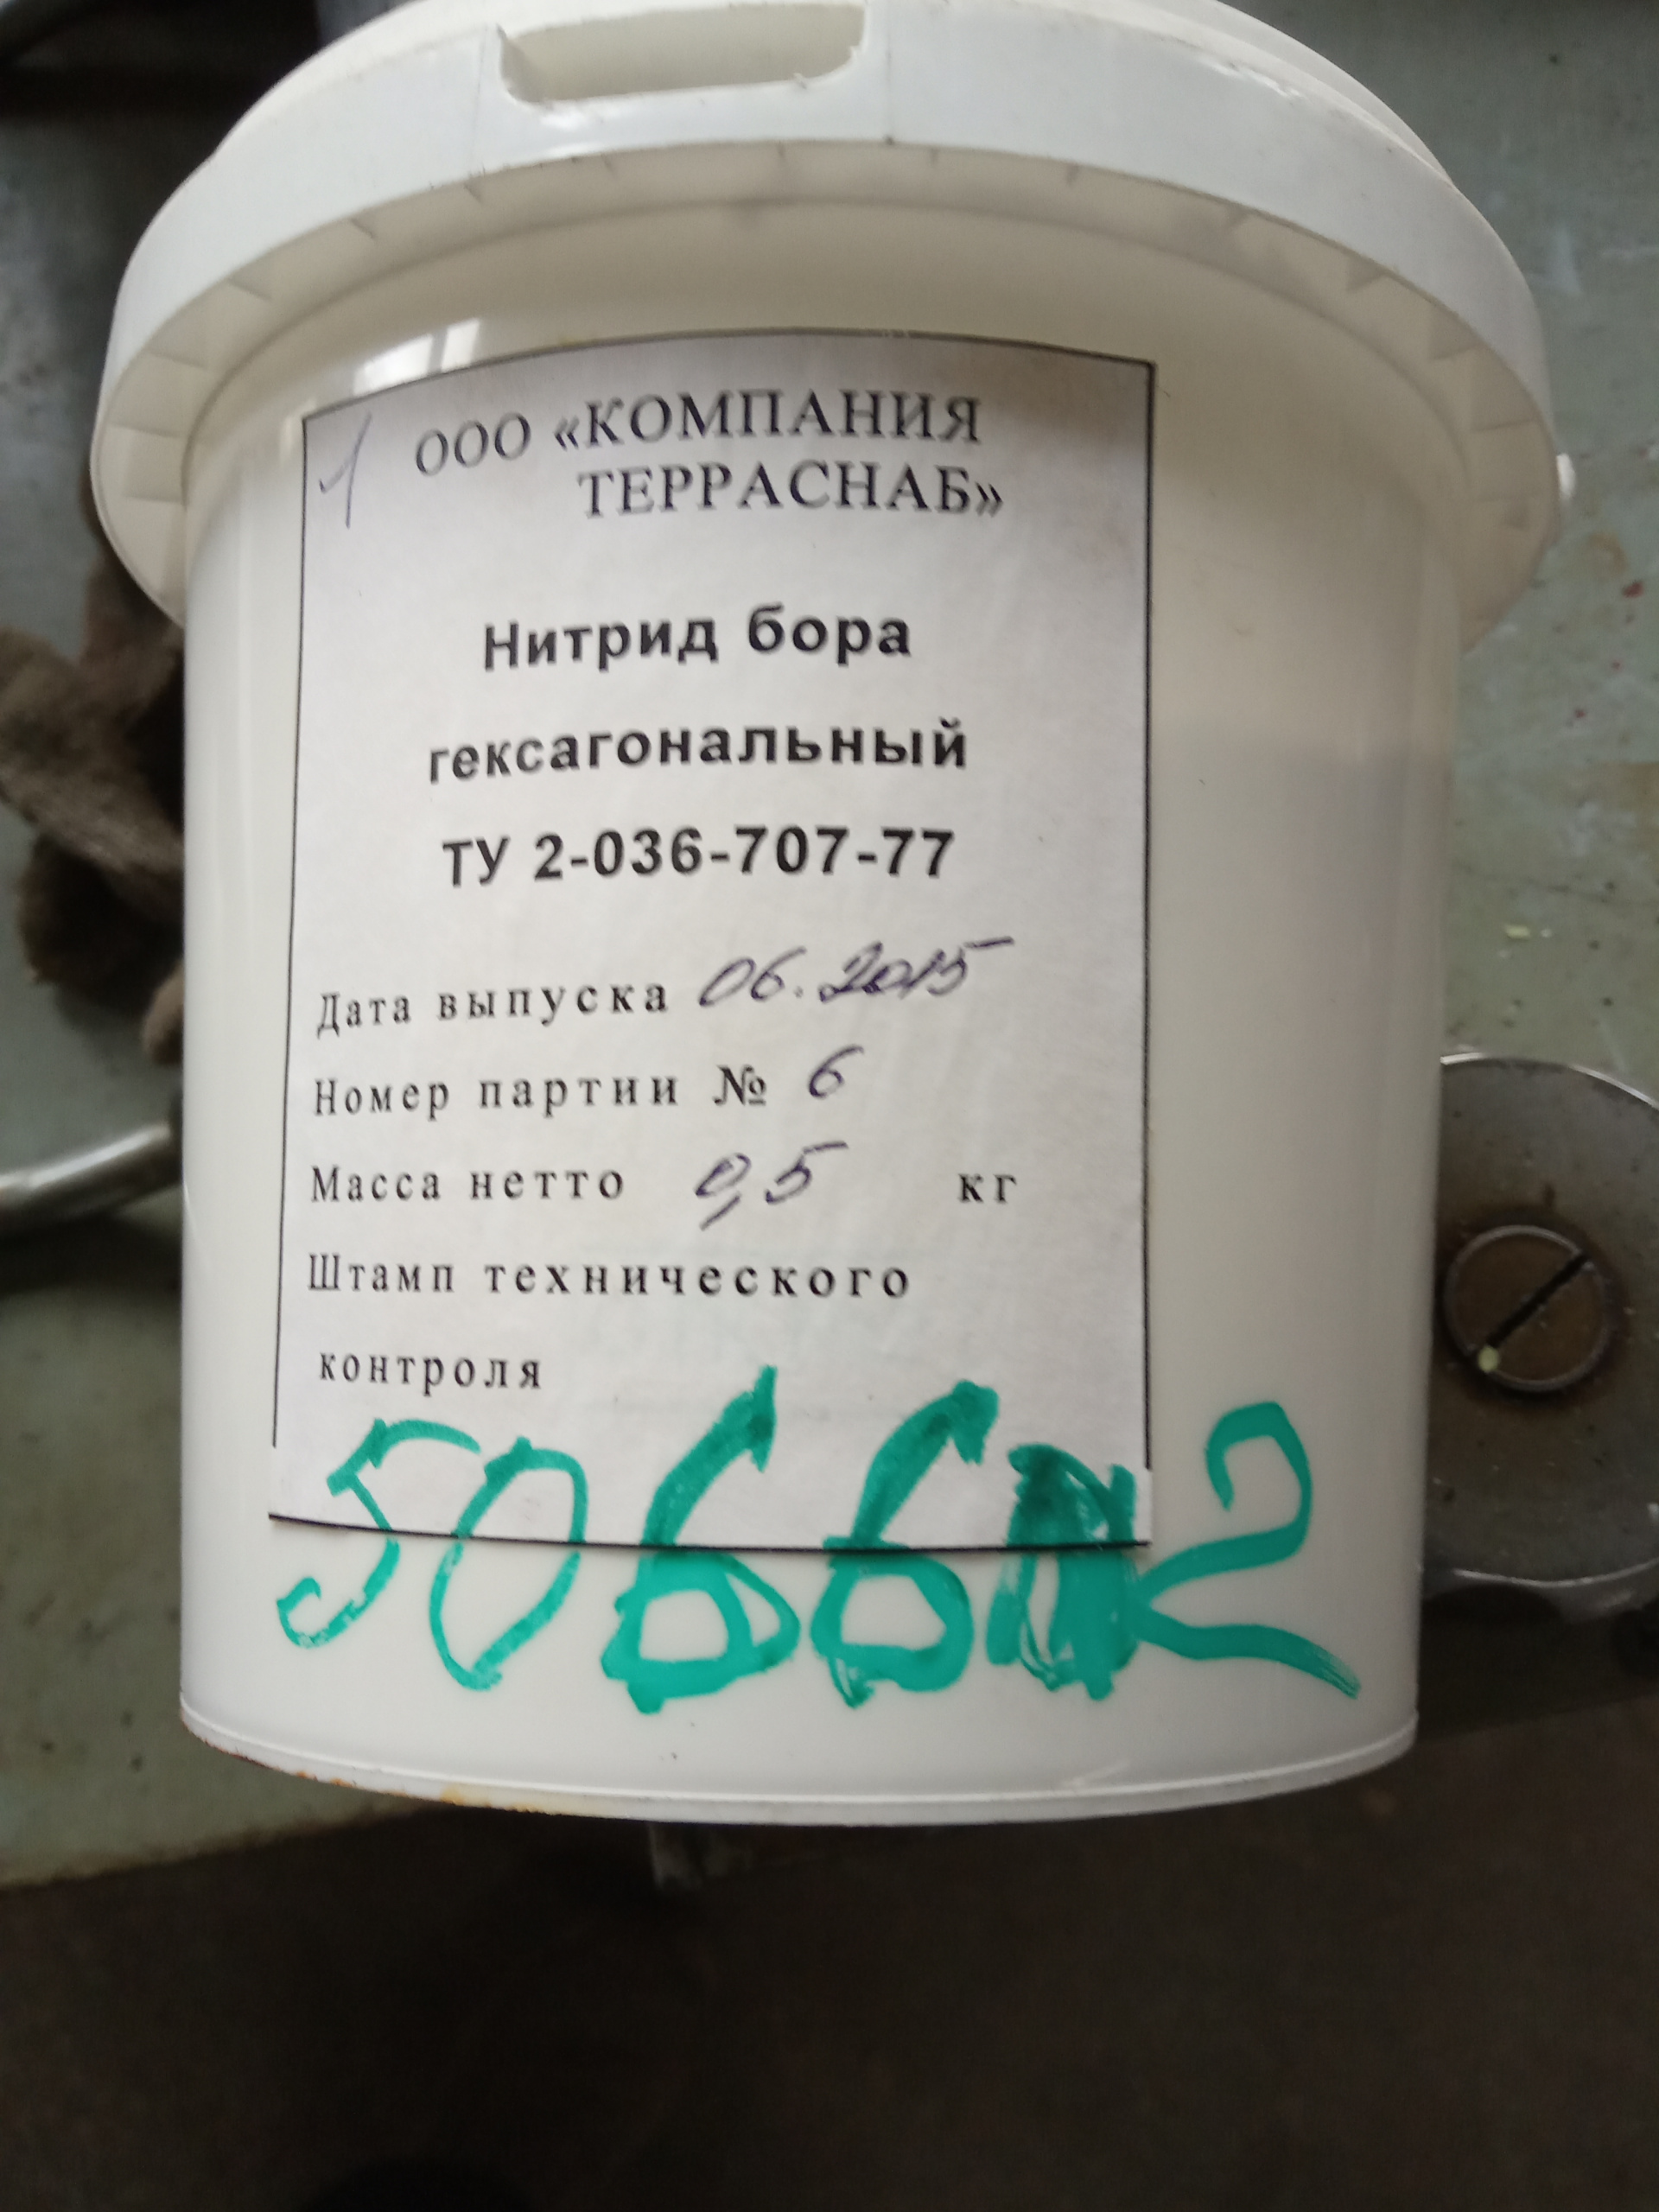 1 ООО «КОМПАНИЯ
ТЕРРАСНАБ»
Нитрид бора
гексагональный
ТУ 2-036-707-77
Дата выпуска 06.2015
Номер партии № 6
Масса нетто 0,5 кг
Штамп технического
контроля